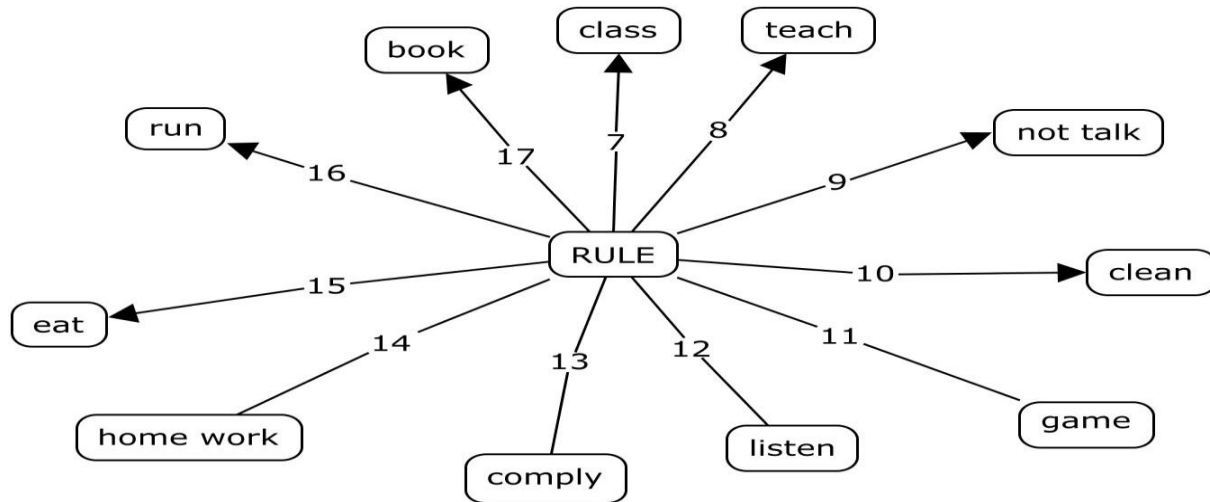 class
teach
book
run
not talk
7
8
17
9
16
RULE
clean
10
15
eat
11
14
12
13
game
home work
listen
comply